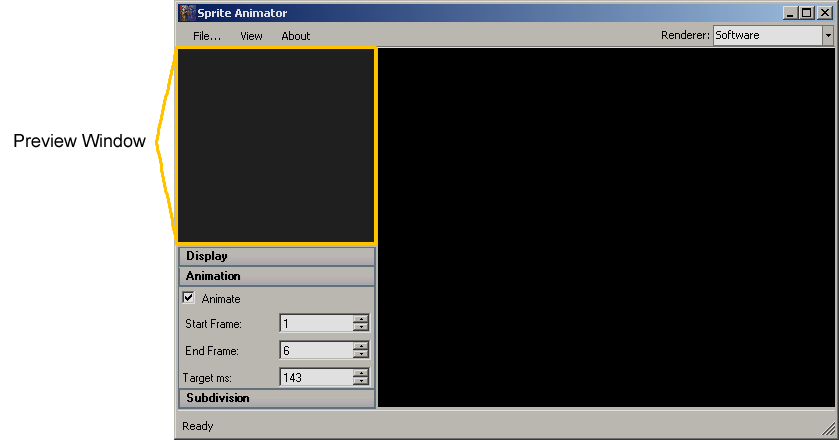 Sprite Animator
File... View About Renderer: Software
Preview Window
Display
Animation
Animate
Start Frame: 1
End Frame: 6
Target ms: 143
Subdivision
Ready